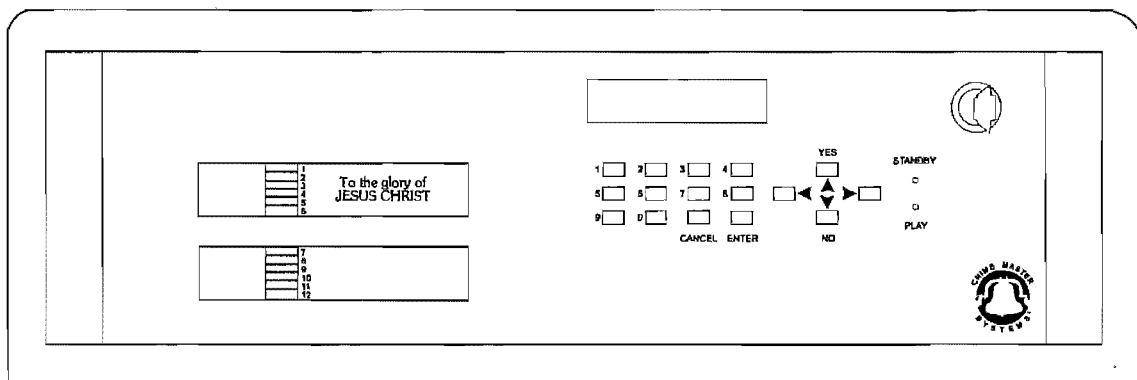 1
2
3
4
5
6
To the glory of
JESUS CHRIST
7
8
9
10
11
12
1 2 3 4
5 6 7 8
9 0
CANCEL ENTER
YES
NO
STANDBY
PLAY
CHIME MASTER
SYSTEMS